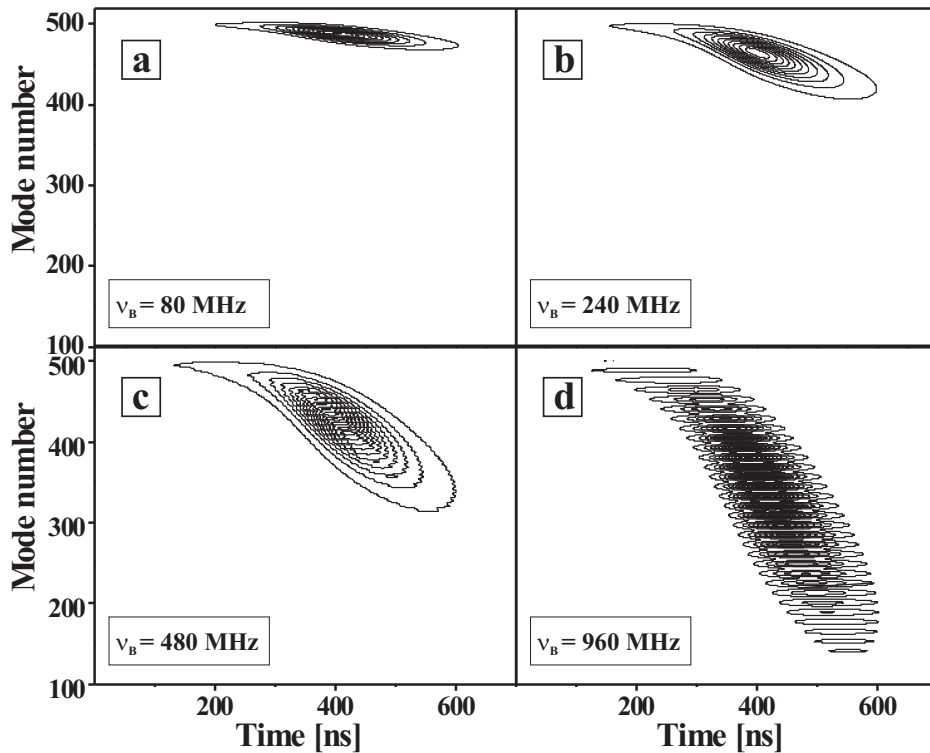 500
400
300
200
100
Mode number
a
ν_B = 80 MHz
b
ν_B = 240 MHz
500
400
300
200
100
Mode number
c
ν_B = 480 MHz
d
ν_B = 960 MHz
200 400 600
Time [ns]
200 400 600
Time [ns]